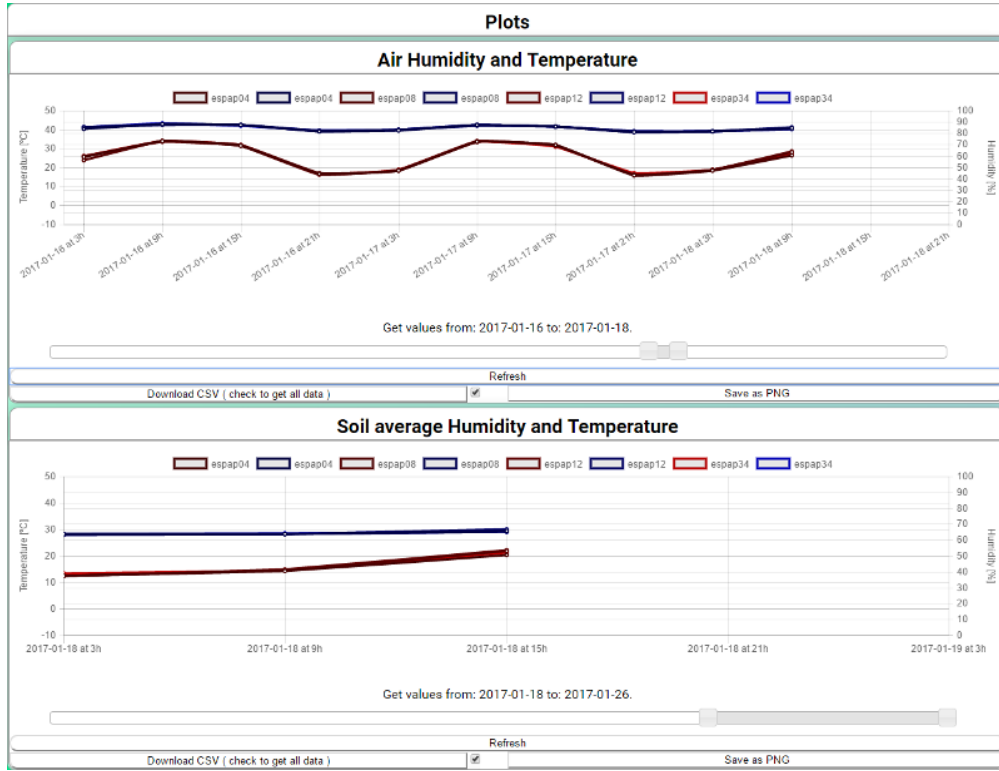 Plots
Air Humidity and Temperature
espap04 espap04 espap08 espap08 espap12 espap12 espap34 espap34
50 100
90
40 80
70
30 60
20 50
40
10 30
0 20
10
-10 0
Temperature [ºC]
Humidity [%]
2017-01-16 at 3h 2017-01-16 at 9h 2017-01-16 at 15h 2017-01-16 at 21h 2017-01-17 at 3h 2017-01-17 at 9h 2017-01-17 at 15h 2017-01-17 at 21h 2017-01-18 at 3h 2017-01-18 at 9h 2017-01-18 at 15h 2017-01-18 at 21h
Get values from: 2017-01-16 to: 2017-01-18.
Refresh
Download CSV ( check to get all data ) Save as PNG
Soil average Humidity and Temperature
espap04 espap04 espap08 espap08 espap12 espap12 espap34 espap34
50 100
90
40 80
70
30 60
20 50
40
10 30
0 20
10
-10 0
Temperature [ºC]
Humidity [%]
2017-01-18 at 3h 2017-01-18 at 9h 2017-01-18 at 15h 2017-01-18 at 21h 2017-01-19 at 3h
Get values from: 2017-01-18 to: 2017-01-26.
Refresh
Download CSV ( check to get all data ) Save as PNG